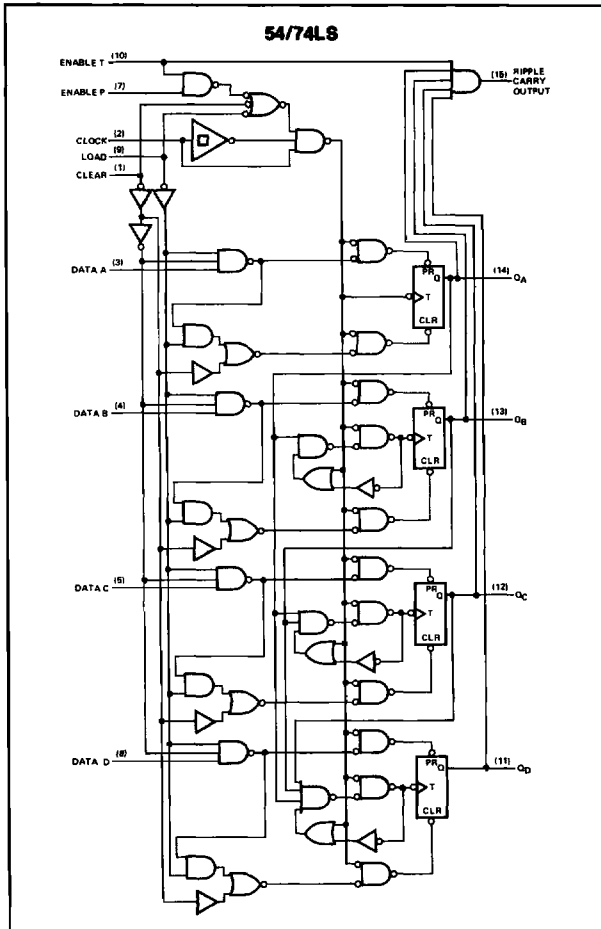 54/74LS
ENABLE T (10)
ENABLE P (7)
CLOCK (2)
LOAD (9)
CLEAR (1)
(15) RIPPLE
CARRY
OUTPUT
DATA A (3)
PR
Q
T
CLR
(14) QA
DATA B (4)
PR
Q
T
CLR
(13) QB
DATA C (5)
PR
Q
T
CLR
(12) QC
DATA D (6)
PR
Q
T
CLR
(11) QD